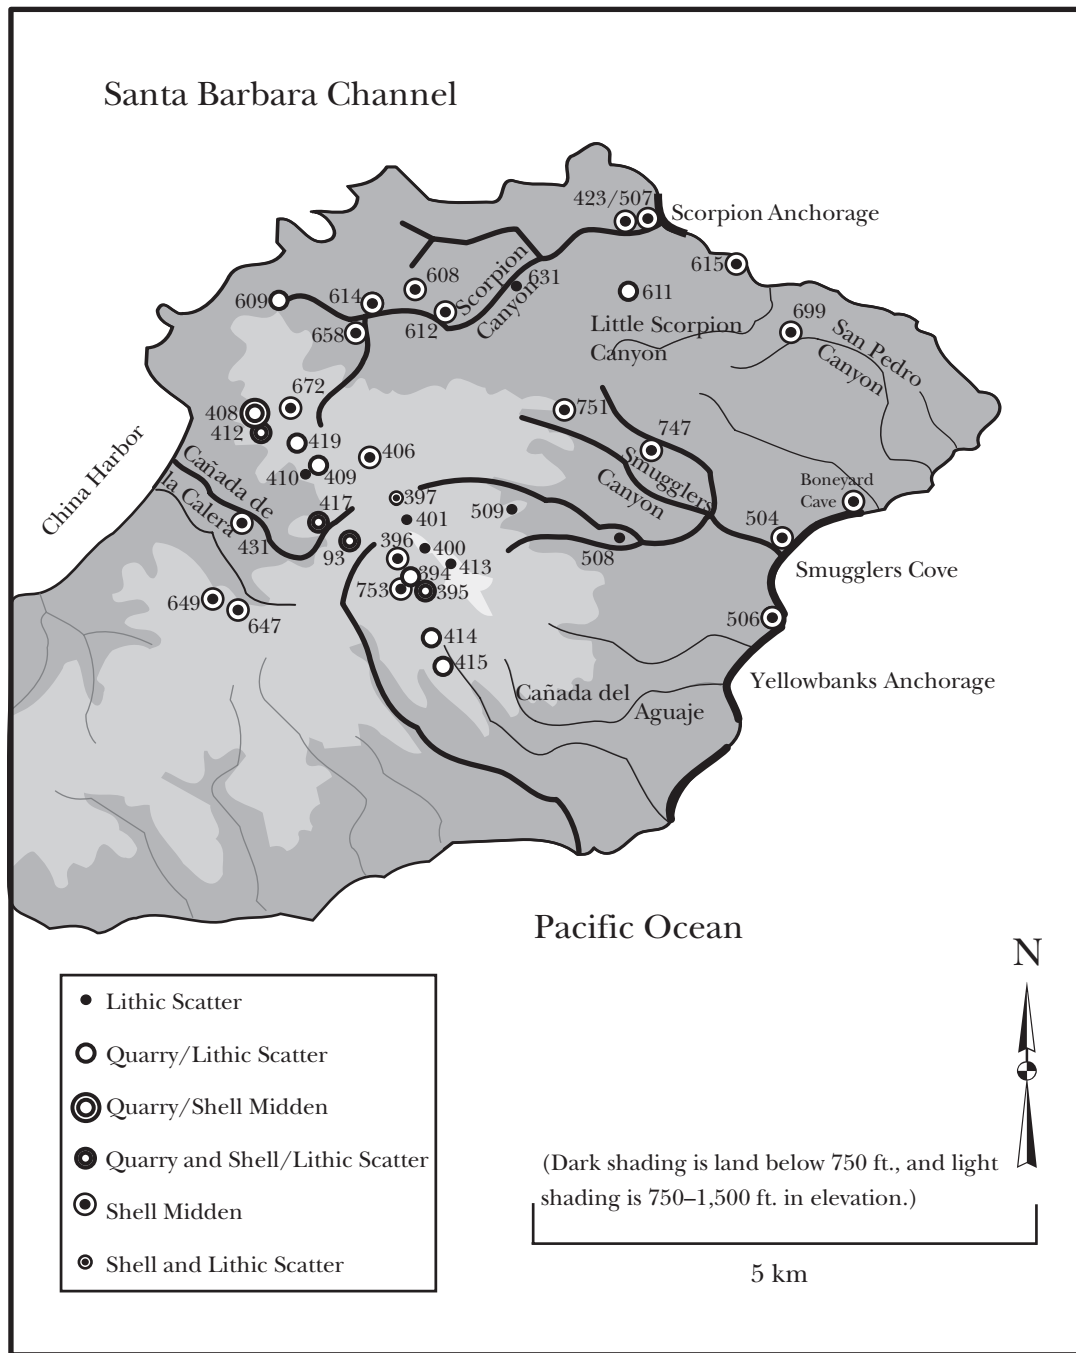 Santa Barbara Channel
423/507
Scorpion Anchorage
615
608
Scorpion
Canyon
631
611
609
614
612
658
Little Scorpion
Canyon
699
San Pedro
Canyon
672
408
412
419
406
751
747
China Harbor
Cañada de
la Calera
410
409
397
Smugglers
Canyon
Boneyard
Cave
417
401
509
504
431
93
396
400
508
413
Smugglers Cove
394
753
395
649
647
506
414
415
Yellowbanks Anchorage
Cañada del
Aguaje
Pacific Ocean
N
Lithic Scatter
Quarry/Lithic Scatter
Quarry/Shell Midden
Quarry and Shell/Lithic Scatter
Shell Midden
Shell and Lithic Scatter
(Dark shading is land below 750 ft., and light
shading is 750–1,500 ft. in elevation.)
5 km